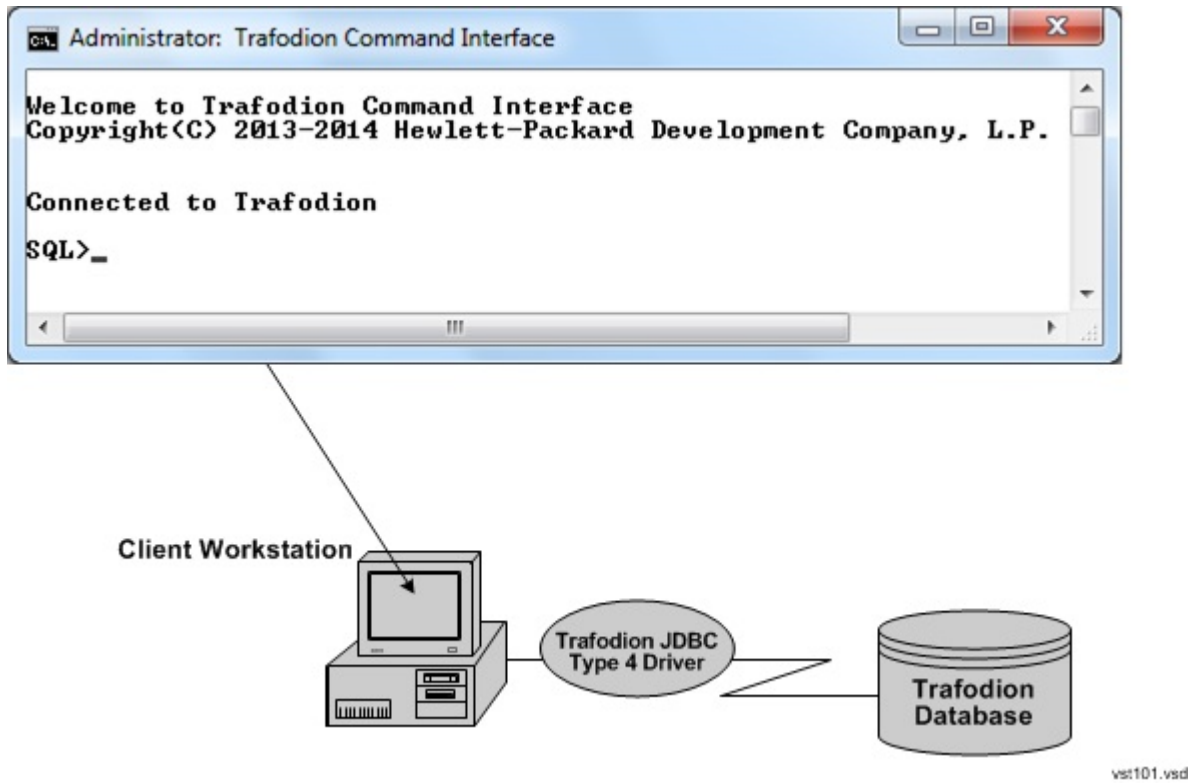 Administrator: Trafodion Command Interface
Welcome to Trafodion Command Interface
Copyright(C) 2013-2014 Hewlett-Packard Development Company, L.P.
Connected to Trafodion
SQL>_
Client Workstation
Trafodion JDBC
Type 4 Driver
Trafodion
Database
vst101.vsd